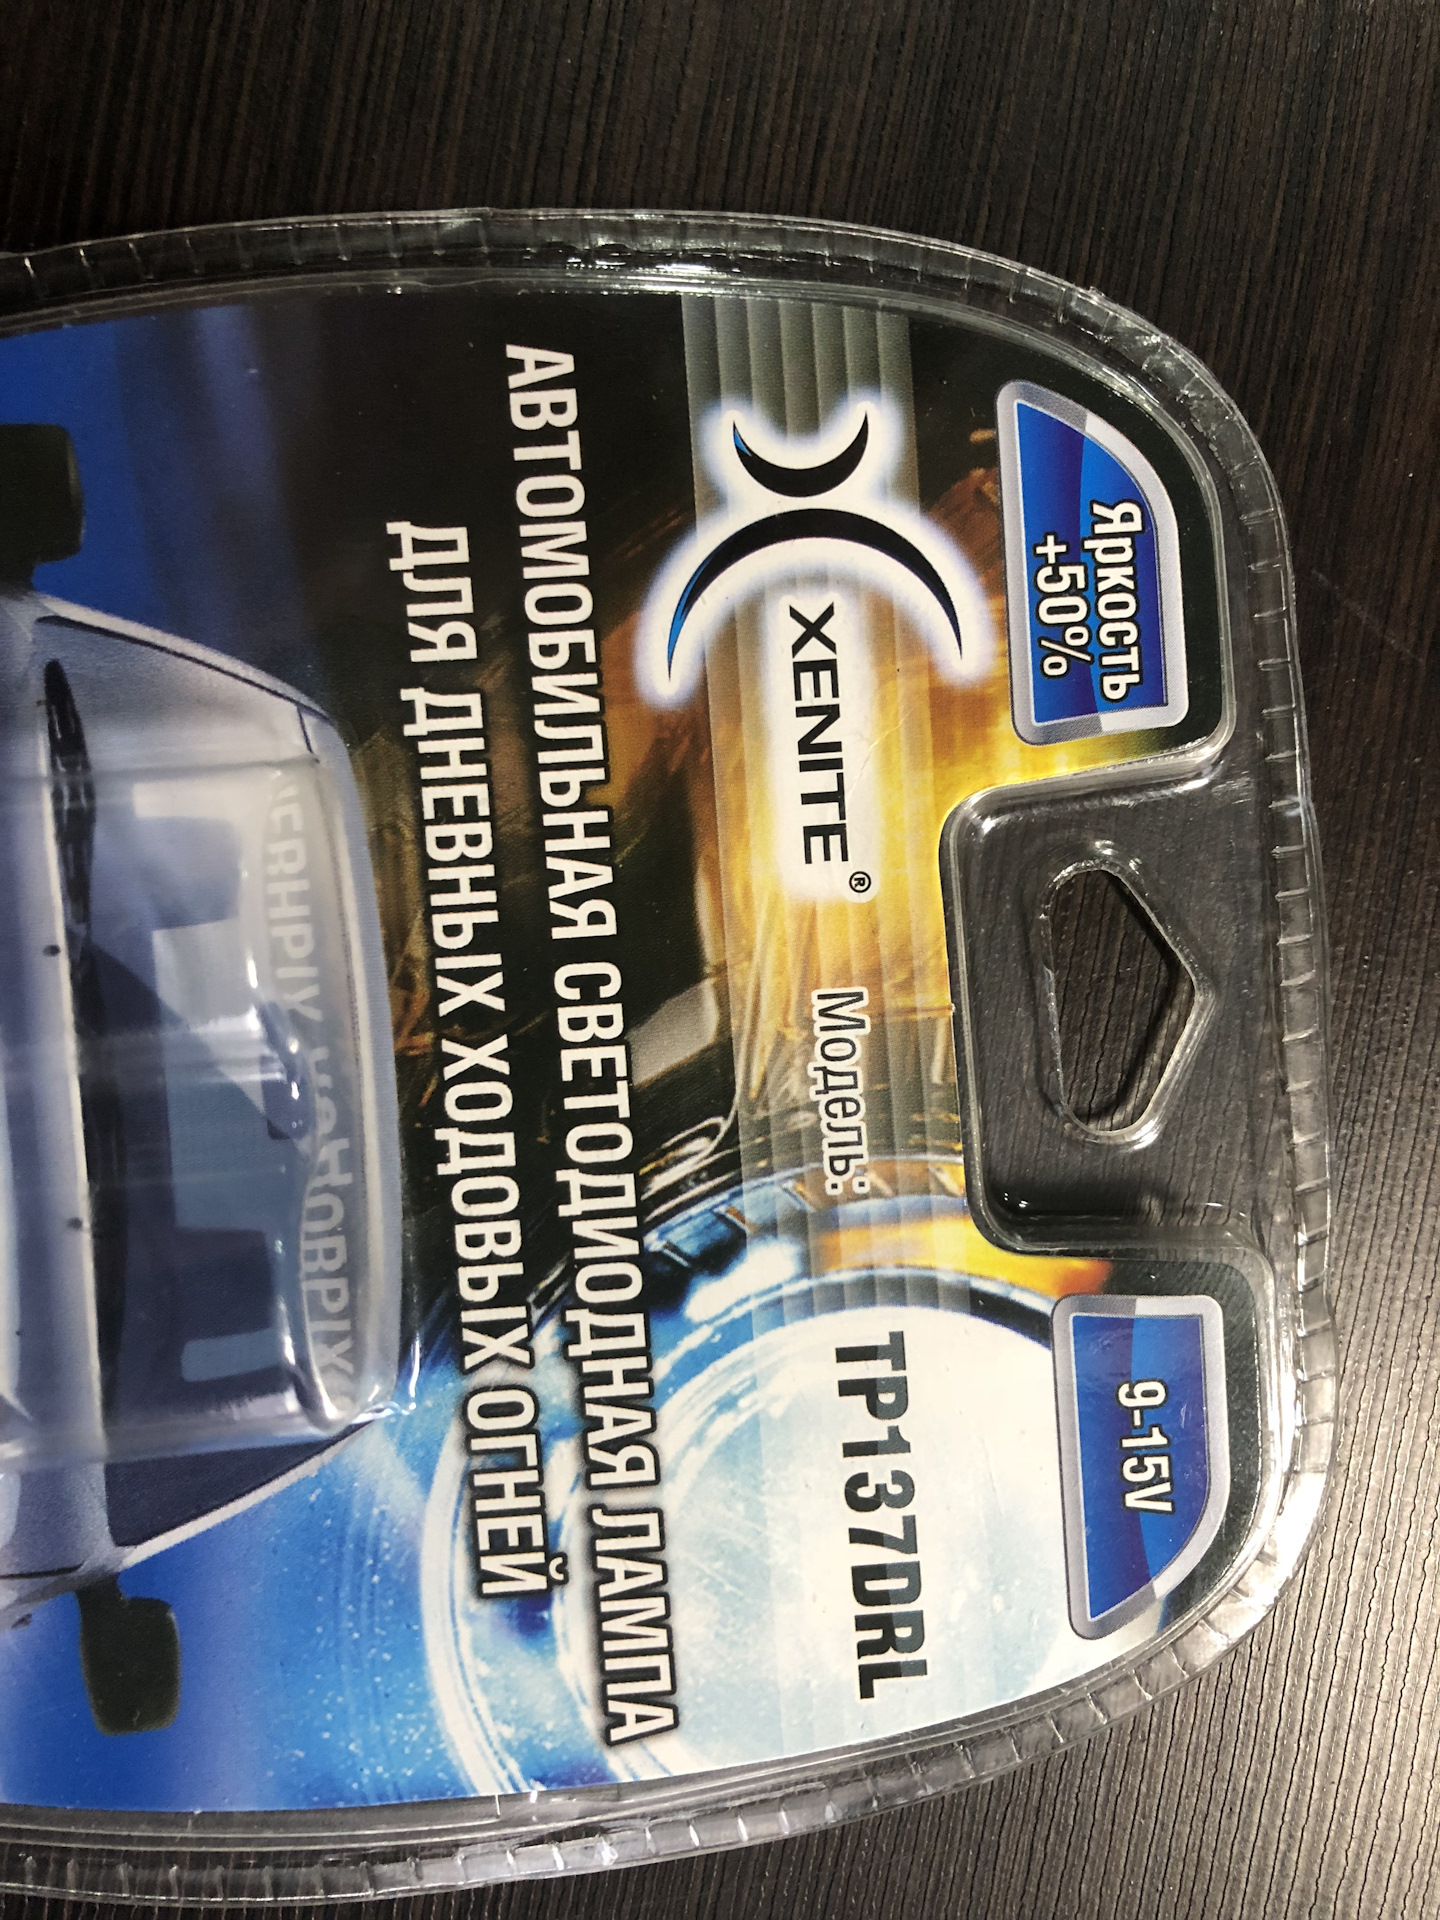 Яркость
+50%
9-15V
XENITE®
Модель:
TP137DRL
АВТОМОБИЛЬНАЯ СВЕТОДИОДНАЯ ЛАМПА
ДЛЯ ДНЕВНЫХ ХОДОВЫХ ОГНЕЙ